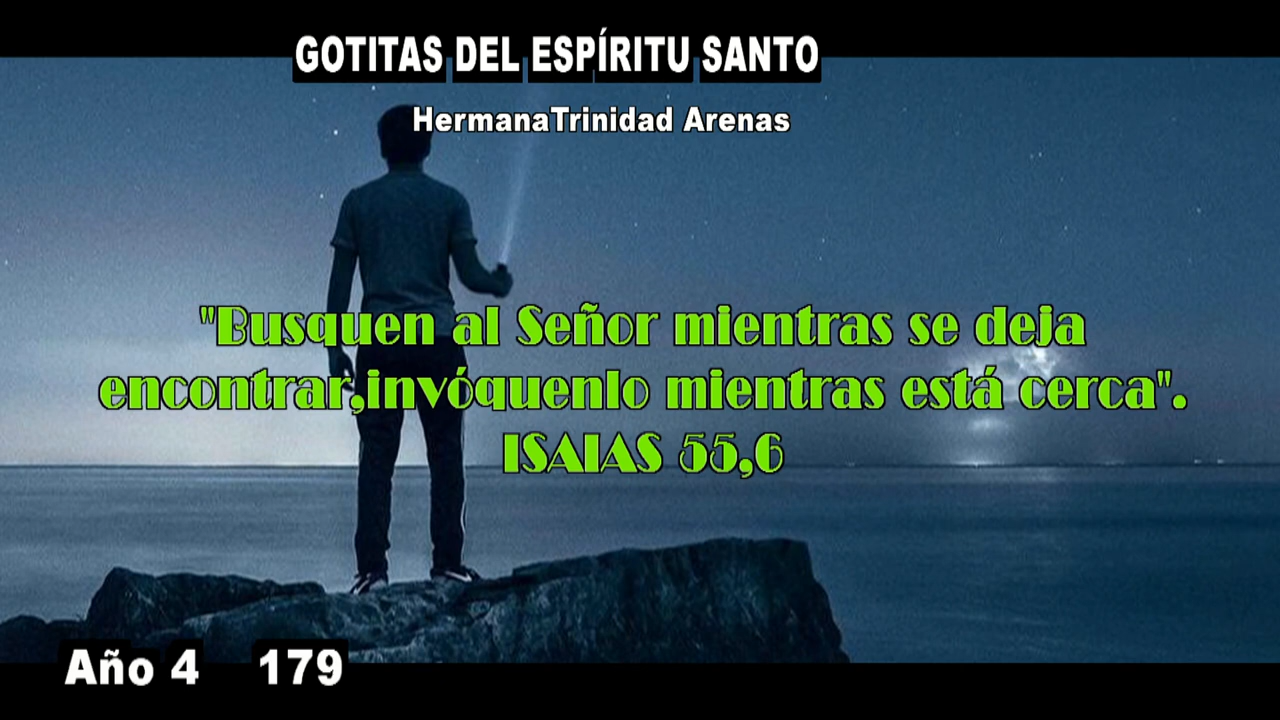 GOTITAS DEL ESPÍRITU SANTO
HermanaTrinidad Arenas
"Busquen al Señor mientras se deja
encontrar,invóquenlo mientras está cerca".
ISAIAS 55,6
Año 4 179